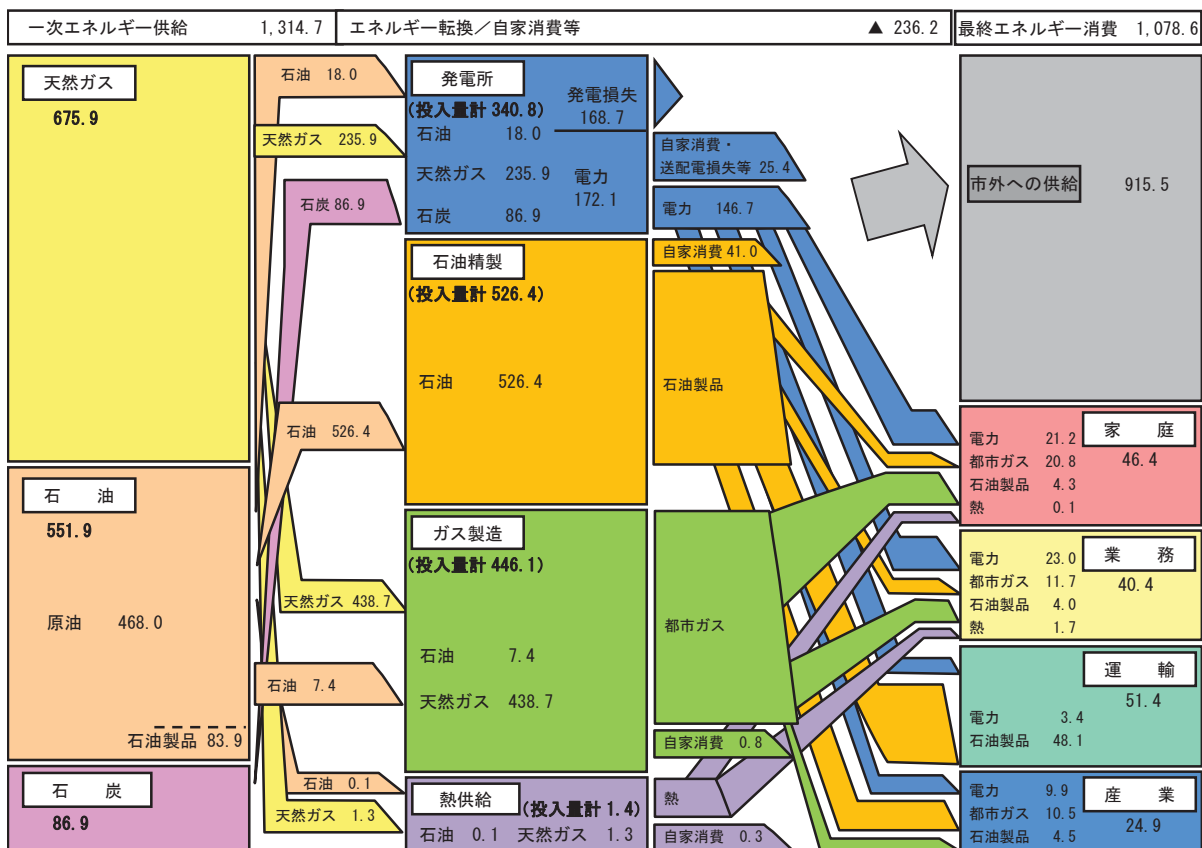 一次エネルギー供給 1,314.7
エネルギー転換／自家消費等 ▲ 236.2
最終エネルギー消費 1,078.6
天然ガス
675.9
石　油
551.9
原油 468.0
石油製品 83.9
石　炭
86.9
石油 18.0
天然ガス 235.9
石炭 86.9
石油 526.4
天然ガス 438.7
石油 7.4
石油 0.1
天然ガス 1.3
発電所
(投入量計 340.8)
石油 18.0
天然ガス 235.9
石炭 86.9
発電損失
168.7
電力
172.1
石油精製
(投入量計 526.4)
石油 526.4
ガス製造
(投入量計 446.1)
石油 7.4
天然ガス 438.7
熱供給
(投入量計 1.4)
石油 0.1 天然ガス 1.3
自家消費・
送配電損失等 25.4
電力 146.7
自家消費 41.0
石油製品
都市ガス
自家消費 0.8
熱
自家消費 0.3
市外への供給 915.5
家　庭
46.4
電力 21.2
都市ガス 20.8
石油製品 4.3
熱 0.1
業　務
40.4
電力 23.0
都市ガス 11.7
石油製品 4.0
熱 1.7
運　輸
51.4
電力 3.4
石油製品 48.1
産　業
24.9
電力 9.9
都市ガス 10.5
石油製品 4.5